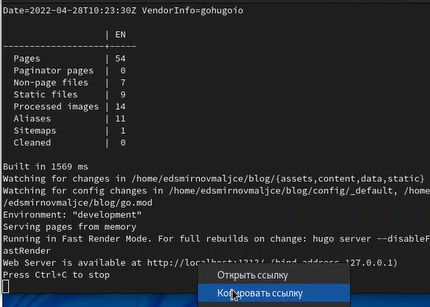 Date=2022-04-28T10:23:30Z VendorInfo=gohugoio
| EN
-------------------+-----
Pages | 54
Paginator pages | 0
Non-page files | 7
Static files | 9
Processed images | 14
Aliases | 11
Sitemaps | 1
Cleaned | 0
Built in 1569 ms
Watching for changes in /home/edsmirnovmaljce/blog/{assets,content,data,static}
Watching for config changes in /home/edsmirnovmaljce/blog/config/_default, /home
/edsmirnovmaljce/blog/go.mod
Environment: "development"
Serving pages from memory
Running in Fast Render Mode. For full rebuilds on change: hugo server --disableF
astRender
Web Server is available at http://localhost:1313/ (bind address 127.0.0.1)
Press Ctrl+C to stop
Открыть ссылку
Копировать ссылку